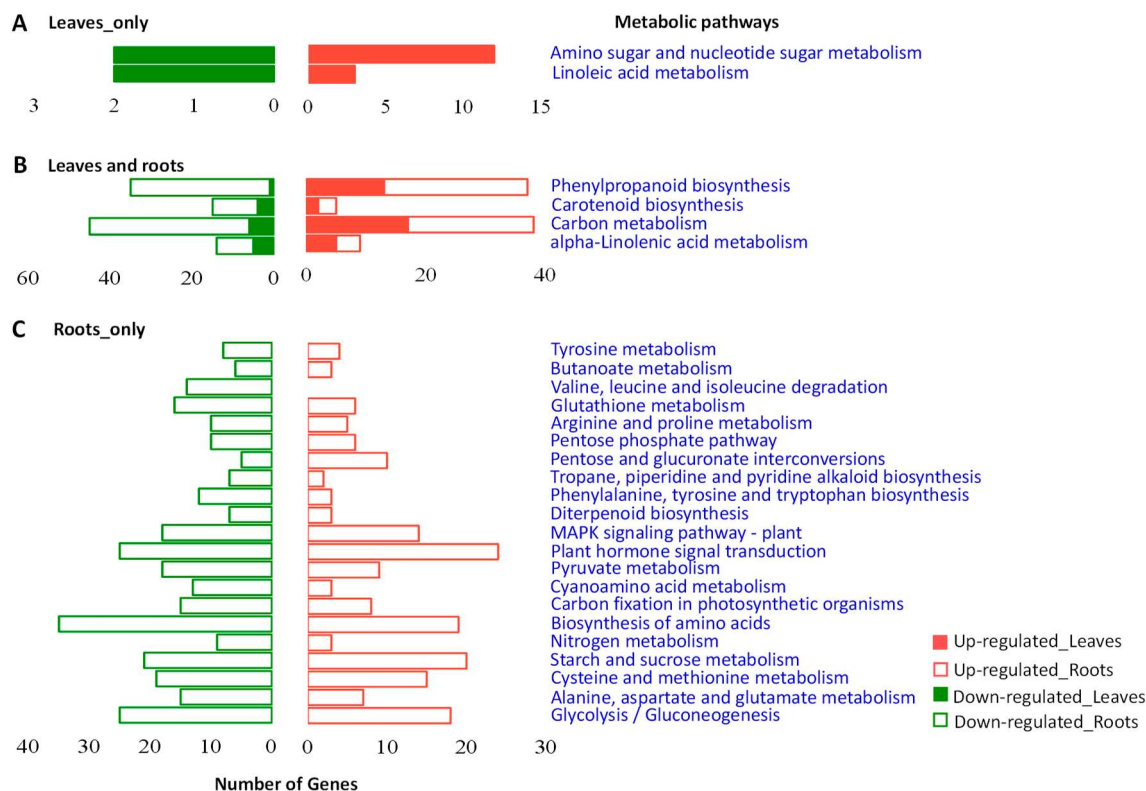 A Leaves_only Metabolic pathways
Amino sugar and nucleotide sugar metabolism
Linoleic acid metabolism
3 2 1 0 0 5 10 15
B Leaves and roots
Phenylpropanoid biosynthesis
Carotenoid biosynthesis
Carbon metabolism
alpha-Linolenic acid metabolism
60 40 20 0 0 20 40
C Roots_only
Tyrosine metabolism
Butanoate metabolism
Valine, leucine and isoleucine degradation
Glutathione metabolism
Arginine and proline metabolism
Pentose phosphate pathway
Pentose and glucuronate interconversions
Tropane, piperidine and pyridine alkaloid biosynthesis
Phenylalanine, tyrosine and tryptophan biosynthesis
Diterpenoid biosynthesis
MAPK signaling pathway - plant
Plant hormone signal transduction
Pyruvate metabolism
Cyanoamino acid metabolism
Carbon fixation in photosynthetic organisms
Biosynthesis of amino acids
Nitrogen metabolism
Starch and sucrose metabolism
Cysteine and methionine metabolism
Alanine, aspartate and glutamate metabolism
Glycolysis / Gluconeogenesis
Up-regulated_Leaves
Up-regulated_Roots
Down-regulated_Leaves
Down-regulated_Roots
40 30 20 10 0 0 10 20 30
Number of Genes